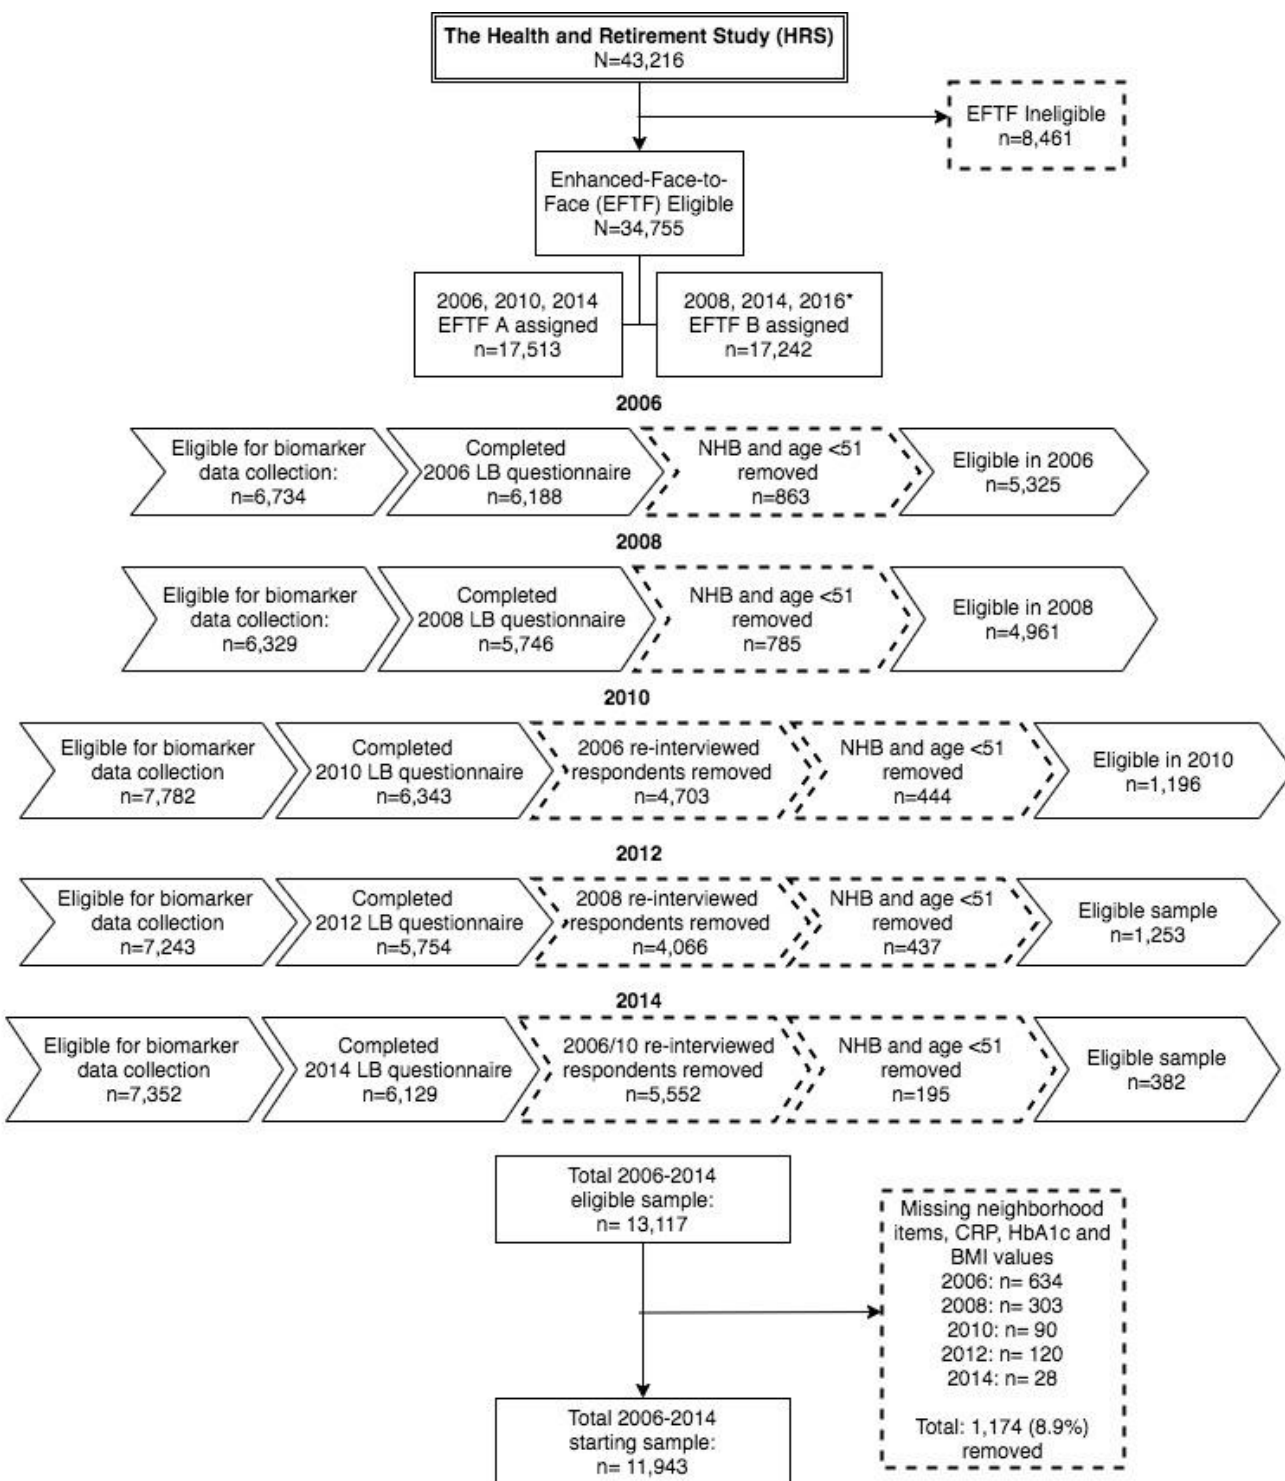 The Health and Retirement Study (HRS)
N=43,216
EFTF Ineligible
n=8,461
Enhanced-Face-to-
Face (EFTF) Eligible
N=34,755
2006, 2010, 2014
EFTF A assigned
n=17,513
2008, 2014, 2016*
EFTF B assigned
n=17,242
2006
Eligible for biomarker
data collection:
n=6,734
Completed
2006 LB questionnaire
n=6,188
NHB and age <51
removed
n=863
Eligible in 2006
n=5,325
2008
Eligible for biomarker
data collection:
n=6,329
Completed
2008 LB questionnaire
n=5,746
NHB and age <51
removed
n=785
Eligible in 2008
n=4,961
2010
Eligible for biomarker
data collection
n=7,782
Completed
2010 LB questionnaire
n=6,343
2006 re-interviewed
respondents removed
n=4,703
NHB and age <51
removed
n=444
Eligible in 2010
n=1,196
2012
Eligible for biomarker
data collection
n=7,243
Completed
2012 LB questionnaire
n=5,754
2008 re-interviewed
respondents removed
n=4,066
NHB and age <51
removed
n=437
Eligible sample
n=1,253
2014
Eligible for biomarker
data collection
n=7,352
Completed
2014 LB questionnaire
n=6,129
2006/10 re-interviewed
respondents removed
n=5,552
NHB and age <51
removed
n=195
Eligible sample
n=382
Total 2006-2014
eligible sample:
n= 13,117
Missing neighborhood
items, CRP, HbA1c and
BMI values
2006: n= 634
2008: n= 303
2010: n= 90
2012: n= 120
2014: n= 28
Total: 1,174 (8.9%)
removed
Total 2006-2014
starting sample:
n= 11,943